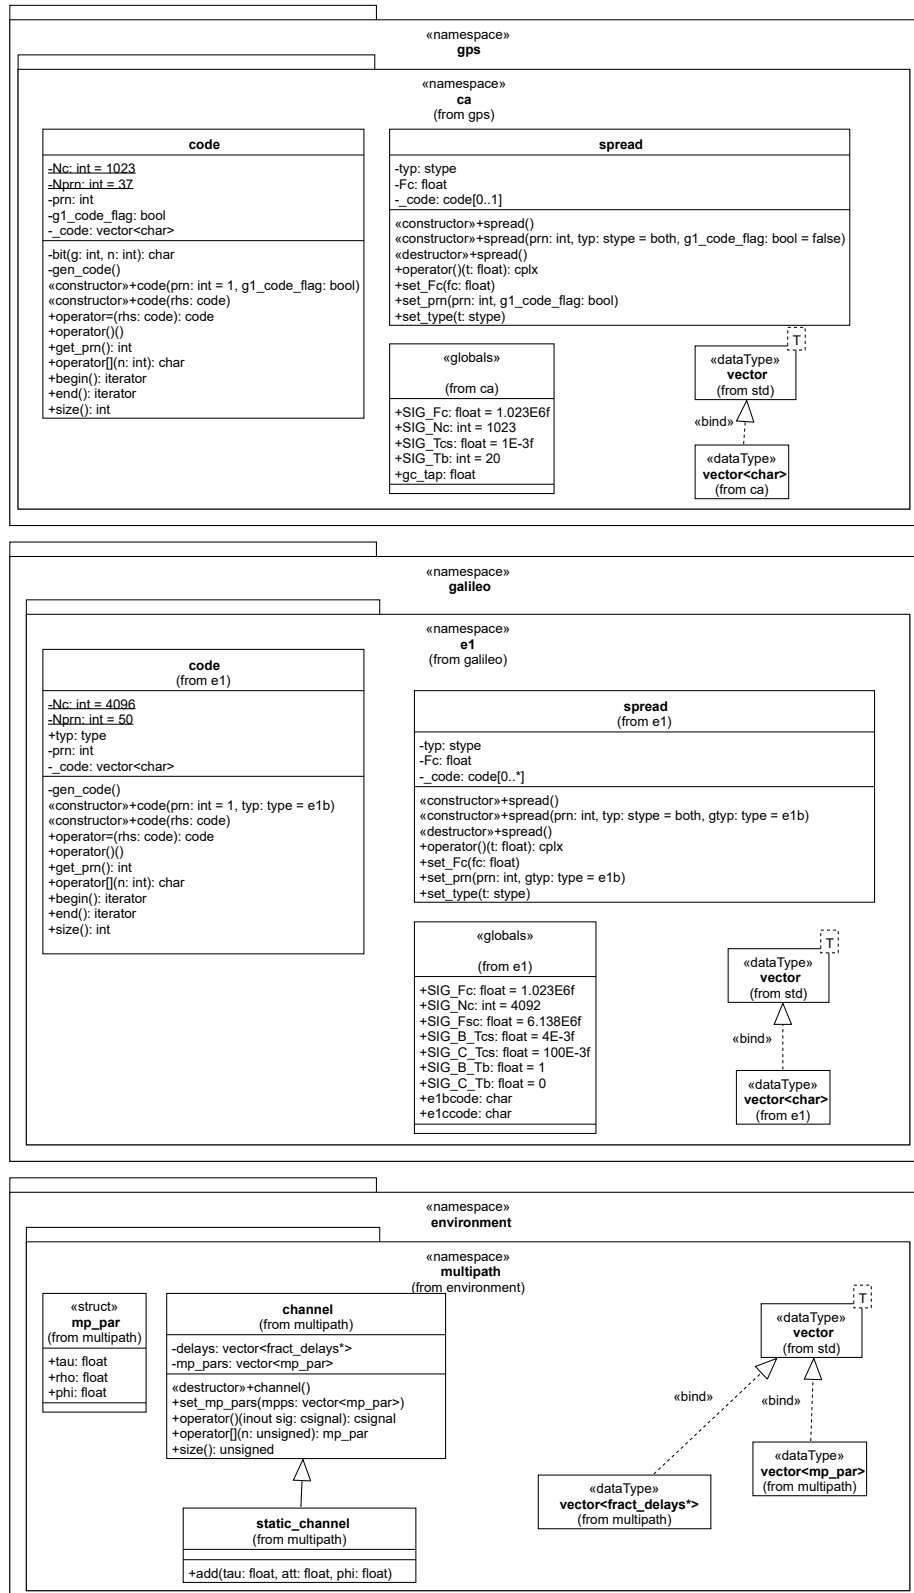 «namespace»
gps
«namespace»
ca
(from gps)
code
-Nc: int = 1023
-Nprn: int = 37
-prn: int
-g1_code_flag: bool
-_code: vector<char>
-bit(g: int, n: int): char
-gen_code()
«constructor»+code(prn: int = 1, g1_code_flag: bool)
«constructor»+code(rhs: code)
+operator=(rhs: code): code
+operator()()
+get_prn(): int
+operator[](n: int): char
+begin(): iterator
+end(): iterator
+size(): int
spread
-typ: stype
-Fc: float
-_code: code[0..1]
«constructor»+spread()
«constructor»+spread(prn: int, typ: stype = both, g1_code_flag: bool = false)
«destructor»+spread()
+operator()(t: float): cplx
+set_Fc(fc: float)
+set_prn(prn: int, g1_code_flag: bool)
+set_type(t: stype)
«globals»
(from ca)
+SIG_Fc: float = 1.023E6f
+SIG_Nc: int = 1023
+SIG_Tcs: float = 1E-3f
+SIG_Tb: int = 20
+gc_tap: float
T
«dataType»
vector
(from std)
«bind»
«dataType»
vector<char>
(from ca)
«namespace»
galileo
«namespace»
e1
(from galileo)
code
(from e1)
-Nc: int = 4096
-Nprn: int = 50
+typ: type
-prn: int
-_code: vector<char>
-gen_code()
«constructor»+code(prn: int = 1, typ: type = e1b)
«constructor»+code(rhs: code)
+operator=(rhs: code): code
+operator()()
+get_prn(): int
+operator[](n: int): char
+begin(): iterator
+end(): iterator
+size(): int
spread
(from e1)
-typ: stype
-Fc: float
-_code: code[0..*]
«constructor»+spread()
«constructor»+spread(prn: int, typ: stype = both, gtyp: type = e1b)
«destructor»+spread()
+operator()(t: float): cplx
+set_Fc(fc: float)
+set_prn(prn: int, gtyp: type = e1b)
+set_type(t: stype)
«globals»
(from e1)
+SIG_Fc: float = 1.023E6f
+SIG_Nc: int = 4092
+SIG_Fsc: float = 6.138E6f
+SIG_B_Tcs: float = 4E-3f
+SIG_C_Tcs: float = 100E-3f
+SIG_B_Tb: float = 1
+SIG_C_Tb: float = 0
+e1bcode: char
+e1ccode: char
T
«dataType»
vector
(from std)
«bind»
«dataType»
vector<char>
(from e1)
«namespace»
environment
«namespace»
multipath
(from environment)
«struct»
mp_par
(from multipath)
+tau: float
+rho: float
+phi: float
channel
(from multipath)
-delays: vector<fract_delays*>
-mp_pars: vector<mp_par>
«destructor»+channel()
+set_mp_pars(mpps: vector<mp_par>)
+operator()(inout sig: csignal): csignal
+operator[](n: unsigned): mp_par
+size(): unsigned
static_channel
(from multipath)
+add(tau: float, att: float, phi: float)
T
«dataType»
vector
(from std)
«bind»
«bind»
«dataType»
vector<mp_par>
(from multipath)
«dataType»
vector<fract_delays*>
(from multipath)